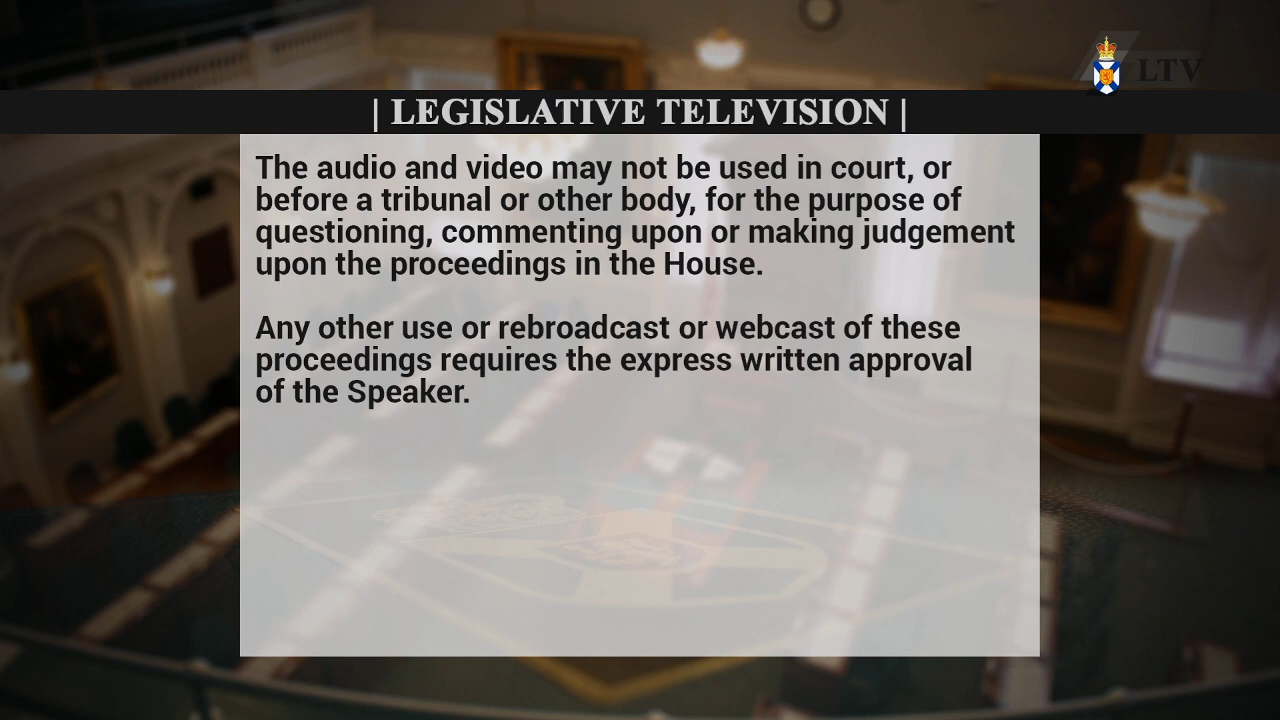 LTV
| LEGISLATIVE TELEVISION |
The audio and video may not be used in court, or
before a tribunal or other body, for the purpose of
questioning, commenting upon or making judgement
upon the proceedings in the House.
Any other use or rebroadcast or webcast of these
proceedings requires the express written approval
of the Speaker.